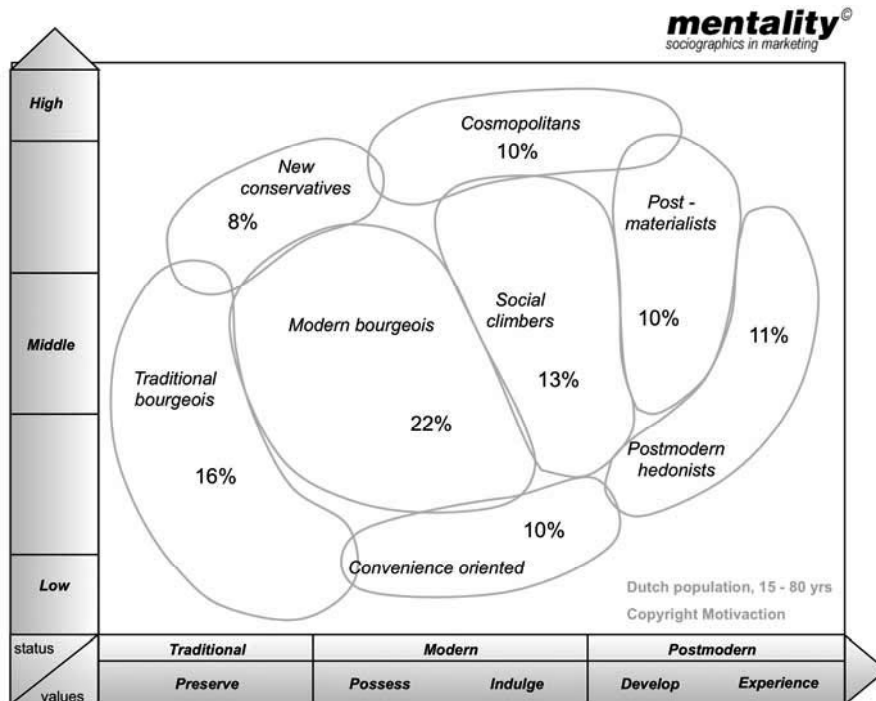 mentality©
sociographics in marketing
High
Cosmopolitans
10%
New
conservatives
8%
Post -
materialists
10%
Social
climbers
13%
Modern bourgeois
22%
11%
Middle
Traditional
bourgeois
16%
Postmodern
hedonists
10%
Convenience oriented
Low
Dutch population, 15 - 80 yrs
Copyright Motivaction
status
values
Traditional
Modern
Postmodern
Preserve
Possess
Indulge
Develop
Experience